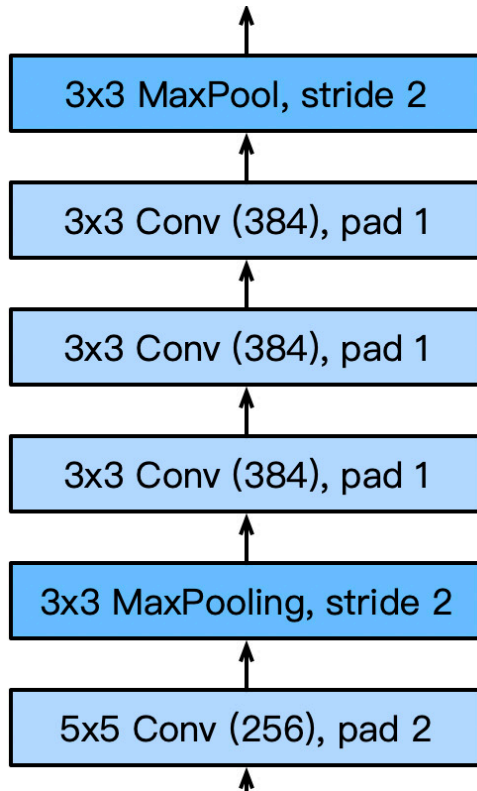 3x3 MaxPool, stride 2
3x3 Conv (384), pad 1
3x3 Conv (384), pad 1
3x3 Conv (384), pad 1
3x3 MaxPooling, stride 2
5x5 Conv (256), pad 2